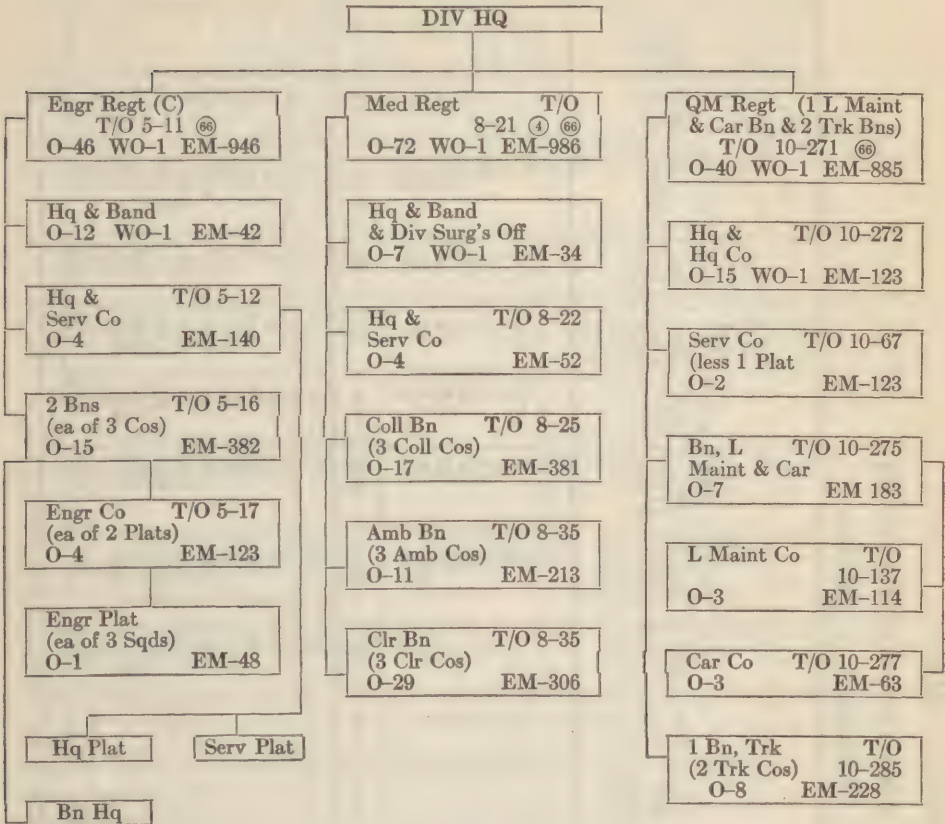 DIV HQ
Engr Regt (C)
T/O 5–11 (66)
O–46 WO–1 EM–946
Hq & Band
O–12 WO–1 EM–42
Hq & T/O 5–12
Serv Co
O–4 EM–140
2 Bns T/O 5–16
(ea of 3 Cos)
O–15 EM–382
Engr Co T/O 5–17
(ea of 2 Plats)
O–4 EM–123
Engr Plat
(ea of 3 Sqds)
O–1 EM–48
Hq Plat
Serv Plat
Bn Hq
Med Regt T/O
8–21 (4) (66)
O–72 WO–1 EM–986
Hq & Band
& Div Surg's Off
O–7 WO–1 EM–34
Hq & T/O 8–22
Serv Co
O–4 EM–52
Coll Bn T/O 8–25
(3 Coll Cos)
O–17 EM–381
Amb Bn T/O 8–35
(3 Amb Cos)
O–11 EM–213
Clr Bn T/O 8–35
(3 Clr Cos)
O–29 EM–306
QM Regt (1 L Maint
& Car Bn & 2 Trk Bns)
T/O 10–271 (66)
O–40 WO–1 EM–885
Hq & T/O 10–272
Hq Co
O–15 WO–1 EM–123
Serv Co T/O 10–67
(less 1 Plat
O–2 EM–123
Bn, L T/O 10–275
Maint & Car
O–7 EM 183
L Maint Co T/O
10–137
O–3 EM–114
Car Co T/O 10–277
O–3 EM–63
1 Bn, Trk T/O
(2 Trk Cos) 10–285
O–8 EM–228